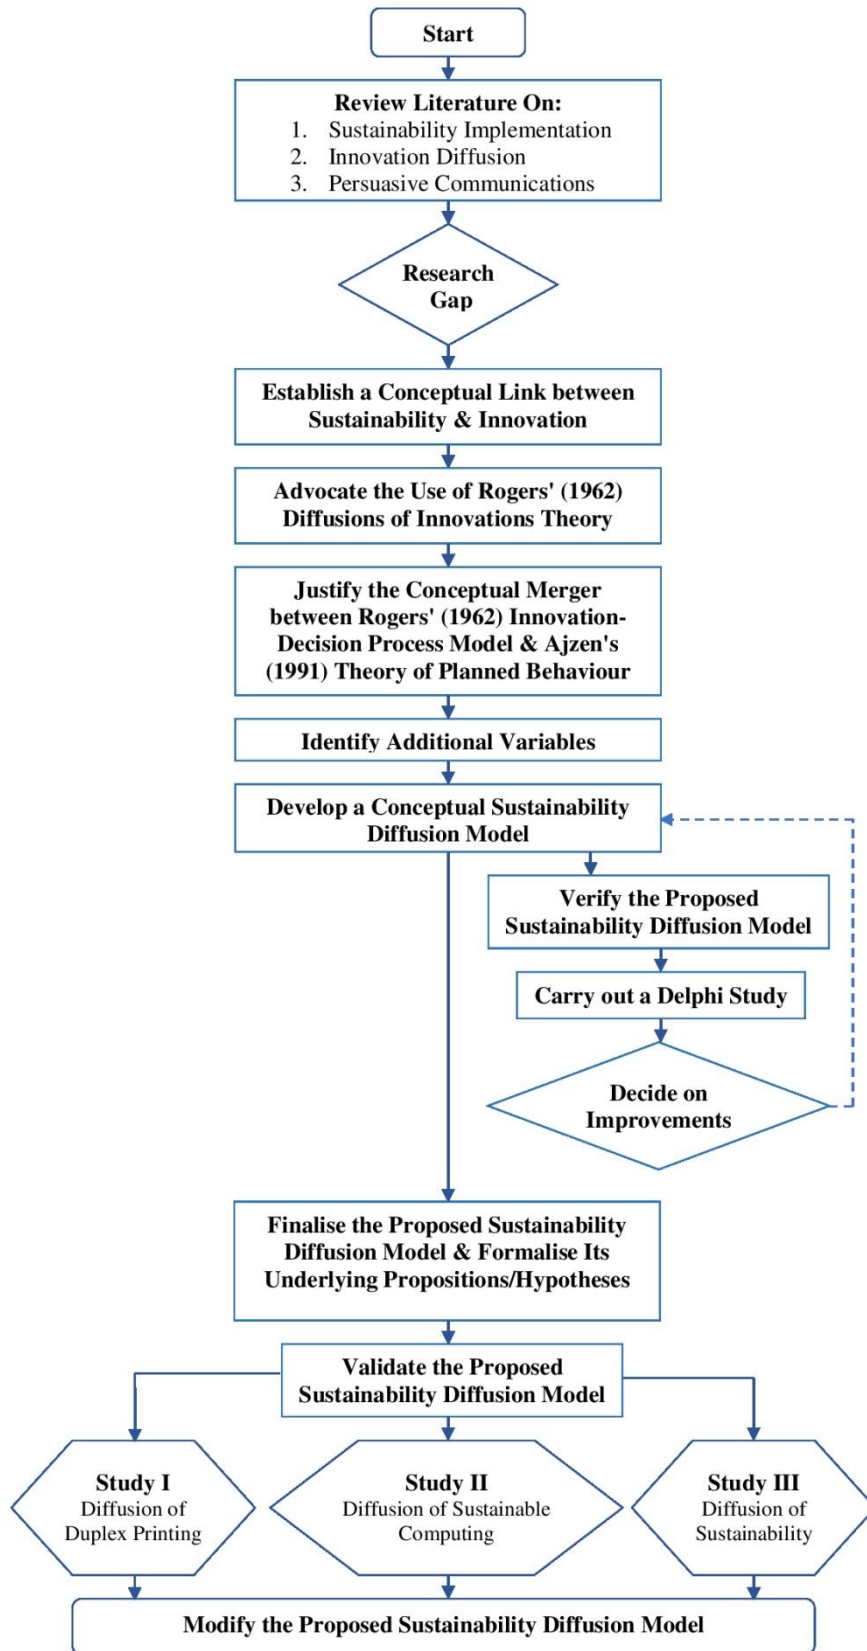 Start
Review Literature On:
1. Sustainability Implementation
2. Innovation Diffusion
3. Persuasive Communications
Research
Gap
Establish a Conceptual Link between
Sustainability & Innovation
Advocate the Use of Rogers' (1962)
Diffusions of Innovations Theory
Justify the Conceptual Merger
between Rogers' (1962) Innovation-
Decision Process Model & Ajzen's
(1991) Theory of Planned Behaviour
Identify Additional Variables
Develop a Conceptual Sustainability
Diffusion Model
Verify the Proposed
Sustainability Diffusion Model
Carry out a Delphi Study
Decide on
Improvements
Finalise the Proposed Sustainability
Diffusion Model & Formalise Its
Underlying Propositions/Hypotheses
Validate the Proposed
Sustainability Diffusion Model
Study I
Diffusion of
Duplex Printing
Study II
Diffusion of Sustainable
Computing
Study III
Diffusion of
Sustainability
Modify the Proposed Sustainability Diffusion Model